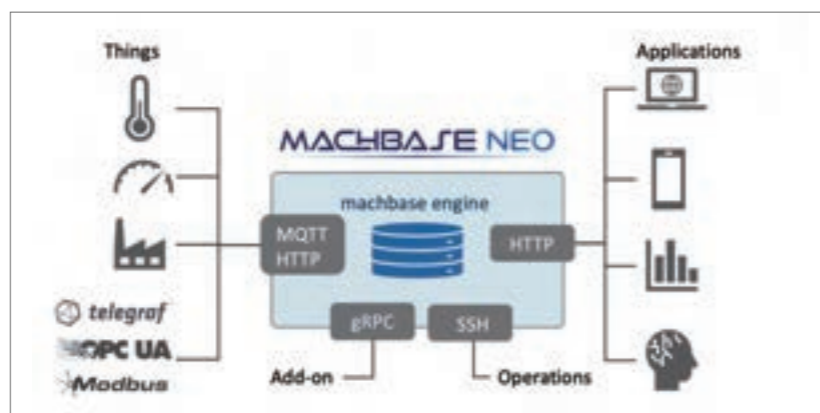 Things
Applications
MACHBASE NEO
machbase engine
MQTT
HTTP
HTTP
telegraf
OPC UA
Modbus
gRPC
SSH
Add-on
Operations